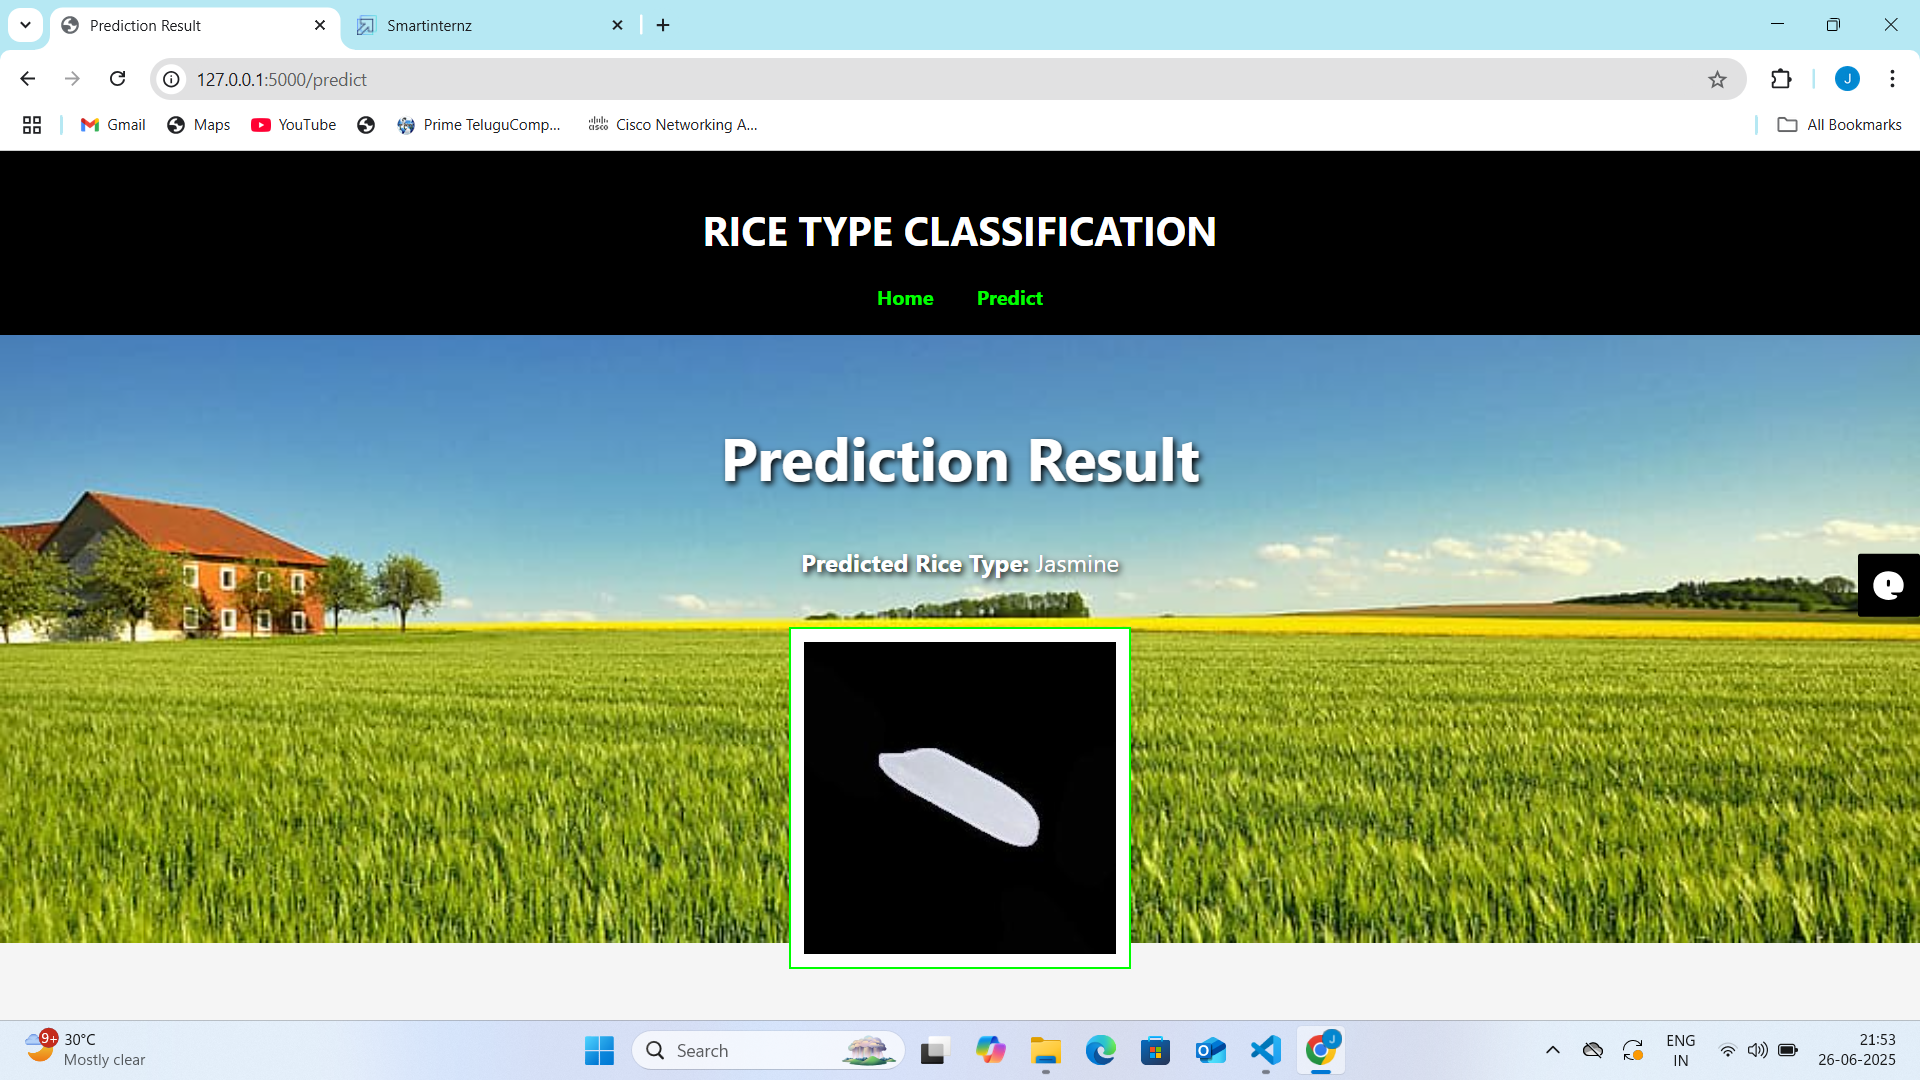 Prediction Result
Smartinternz
127.0.0.1:5000/predict
J
Gmail
Maps
YouTube
Prime TeluguComp...
cisco
Cisco Networking A...
All Bookmarks
RICE TYPE CLASSIFICATION
Home Predict
Prediction Result
Predicted Rice Type: Jasmine
9+
30°C
Mostly clear
Search
J
ENG
IN
21:53
26-06-2025